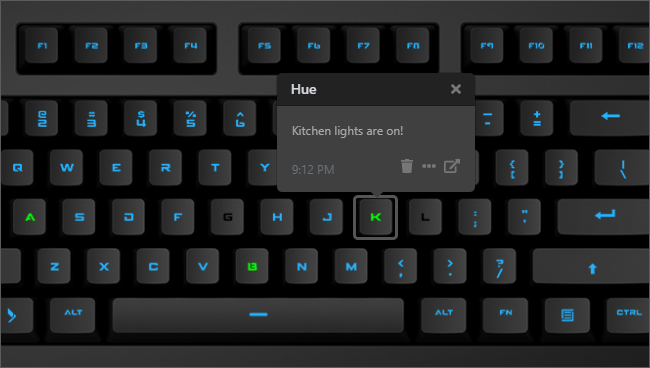 F1 F2 F3 F4 F5 F6 F7 F8 F9 F10 F11 F12
Hue
@ 2 = 3 $ 4 % 5 ^ 6 - + =
Kitchen lights are on!
9:12 PM
Q W E R T Y { [ } ] | \
A S D F G H J K L : ; " '
Z X C V B N M < , > . ? /
ALT ALT FN CTRL